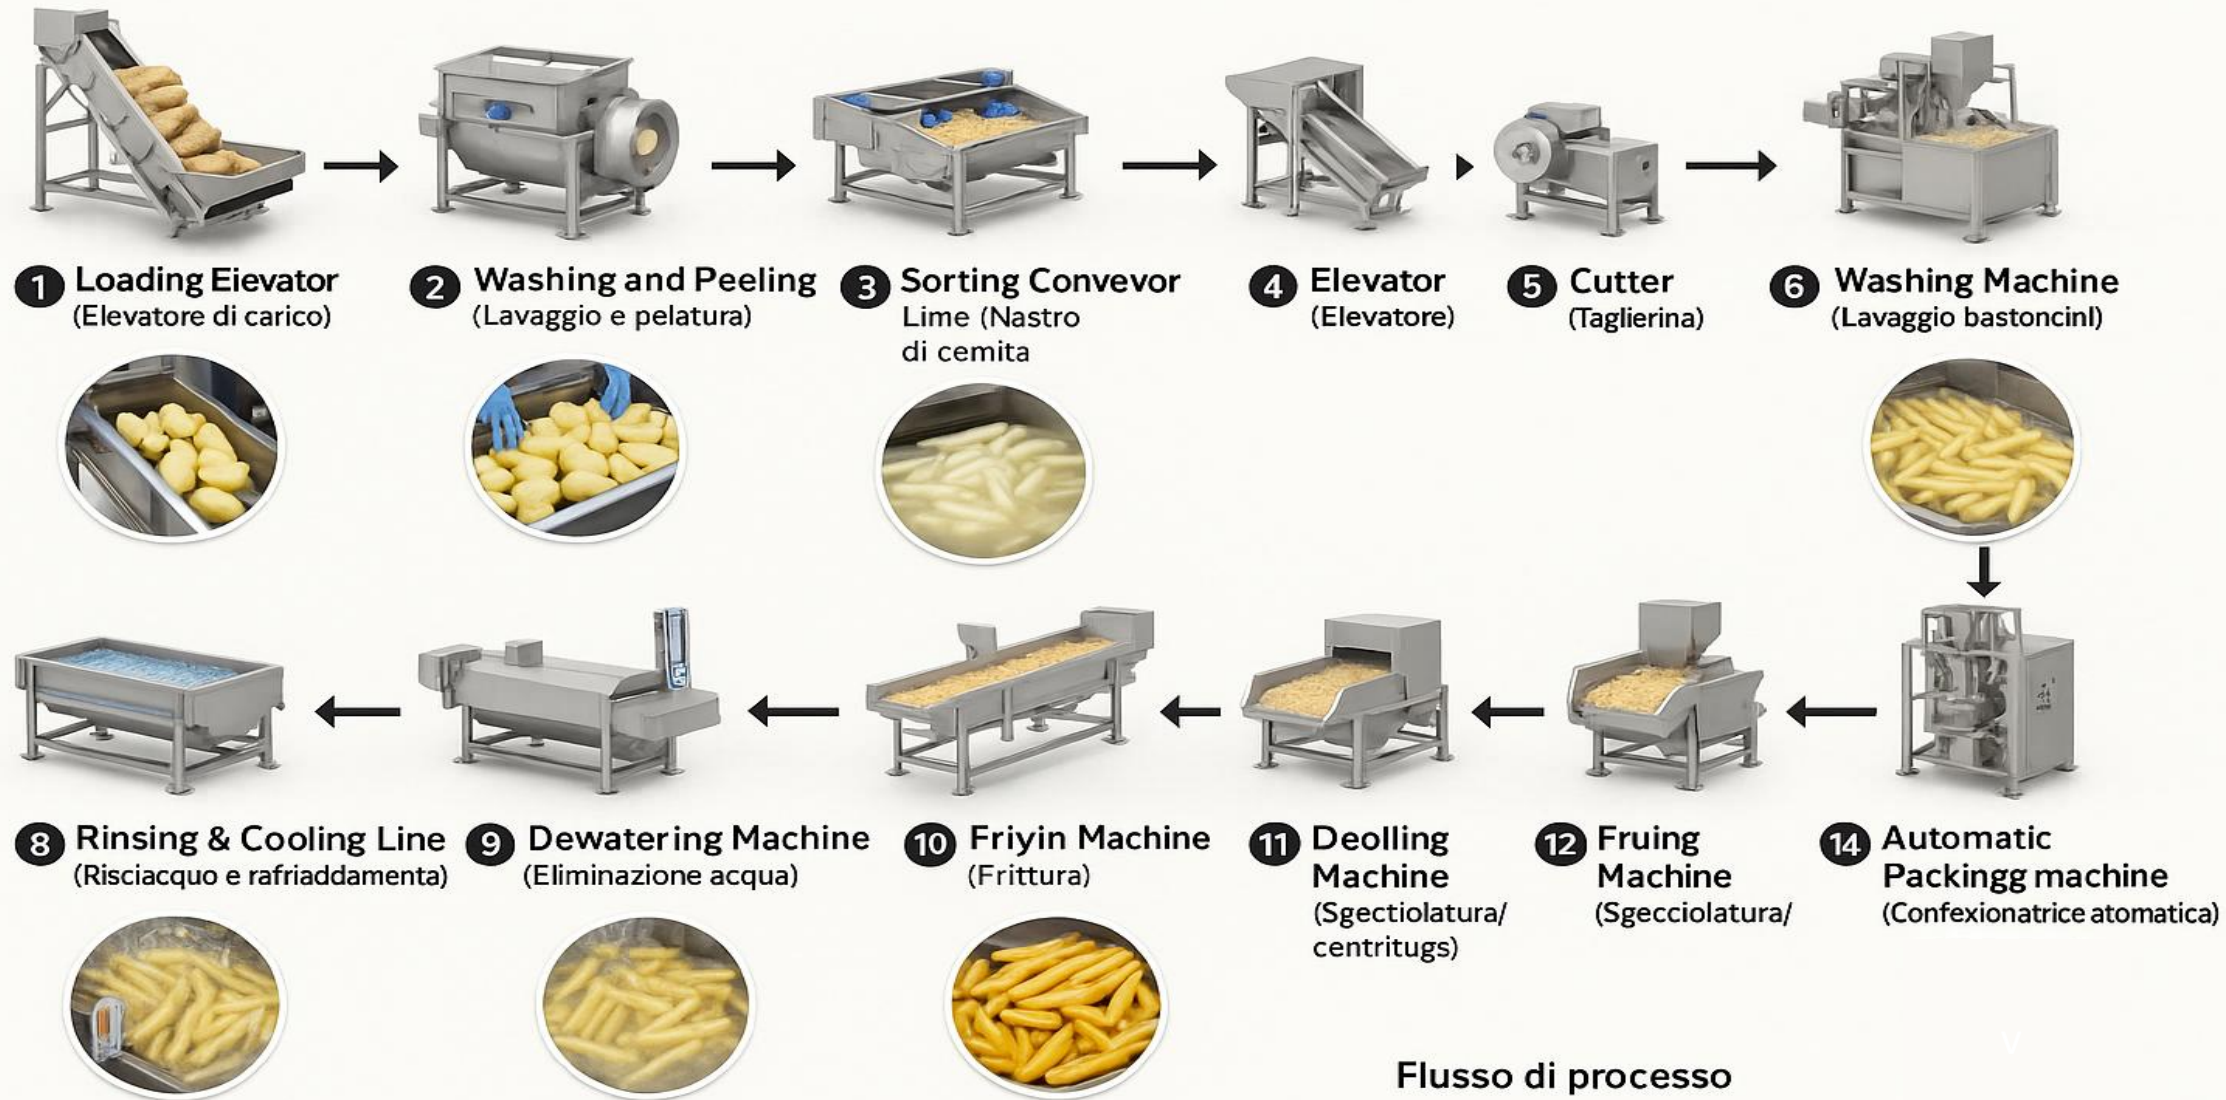 1 Loading Eievator
(Elevatore di carico)
2 Washing and Peeling
(Lavaggio e pelatura)
3 Sorting Convevor
Lime (Nastro
di cemita
4 Elevator
(Elevatore)
5 Cutter
(Taglierina)
6 Washing Machine
(Lavaggio bastoncinl)
8 Rinsing & Cooling Line
(Risciacquo e rafriaddamenta)
9 Dewatering Machine
(Eliminazione acqua)
10 Friyin Machine
(Frittura)
11 Deolling
Machine
(Sgectiolatura/
centritugs)
12 Fruing
Machine
(Sgecciolatura/
14 Automatic
Packingg machine
(Confexionatrice atomatica)
Flusso di processo
V